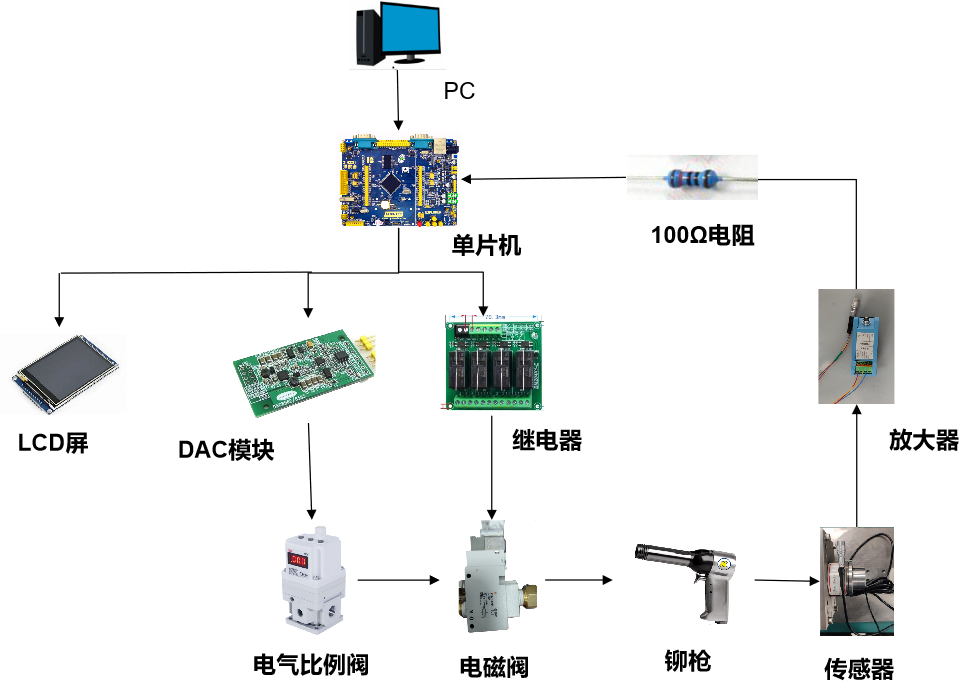 PC
单片机
100Ω电阻
70.3mm
LCD屏
DAC模块
继电器
放大器
电气比例阀
电磁阀
铆枪
传感器